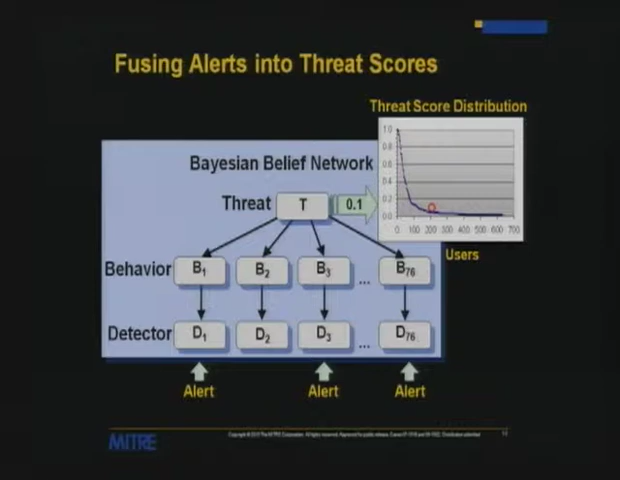 Fusing Alerts into Threat Scores
Threat Score Distribution
1.0
0.8
0.6
0.4
0.2
0.0
0 100 200 300 400 500 600 700
Users
Bayesian Belief Network
Threat T 0.1
Behavior B1 B2 B3 ... B76
Detector D1 D2 D3 ... D76
Alert Alert Alert
MITRE